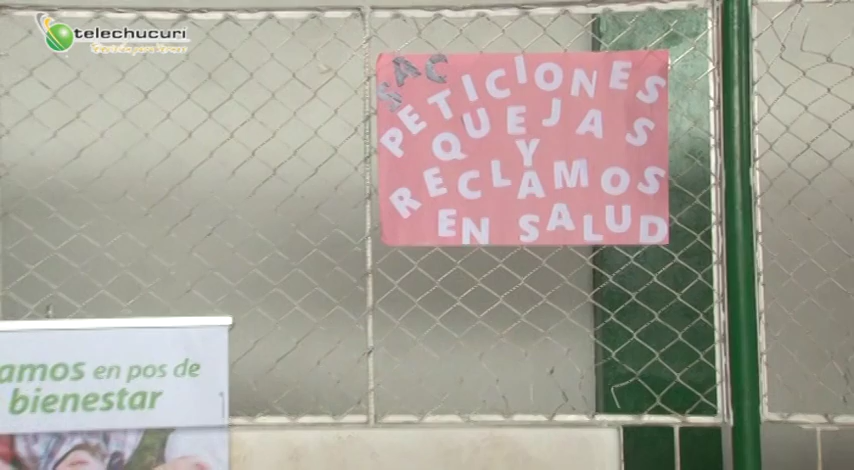 telechucuri
SAC
PETICIONES
QUEJAS
Y
RECLAMOS
EN SALUD
amos en pos de
bienestar